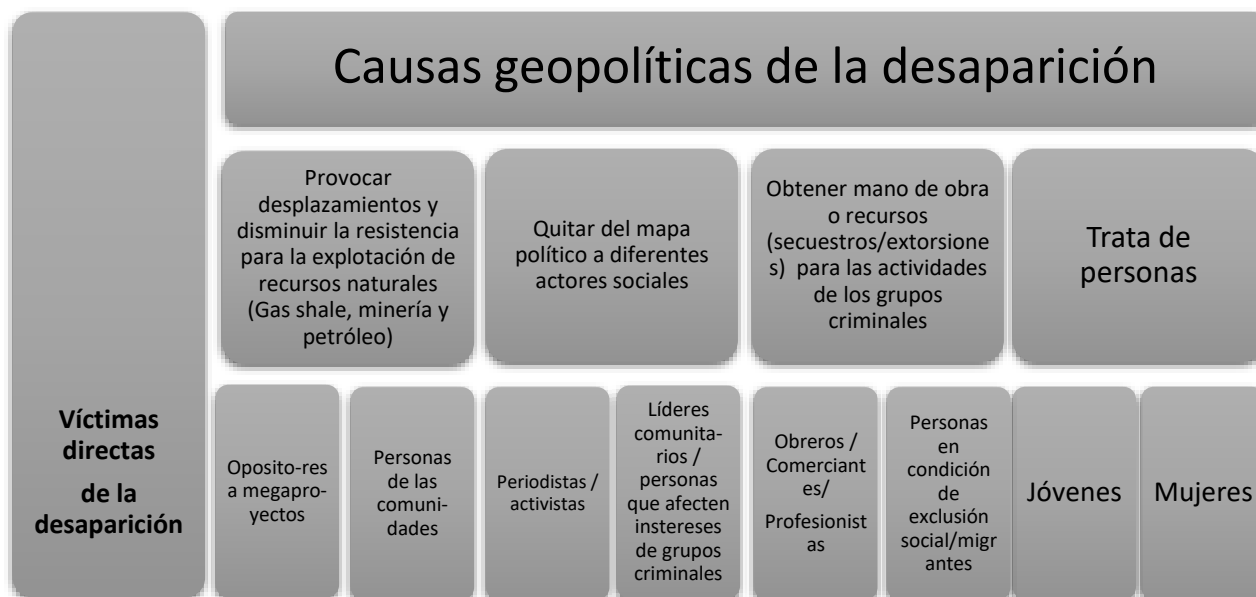 Causas geopolíticas de la desaparición
Provocar
desplazamientos y
disminuir la resistencia
para la explotación de
recursos naturales
(Gas shale, minería y
petróleo)
Quitar del mapa
político a diferentes
actores sociales
Obtener mano de obra
o recursos
(secuestros/extorsione
s) para las actividades
de los grupos
criminales
Trata de
personas
Víctimas
directas
de la
desaparición
Oposito-res
a megapro-
yectos
Personas
de las
comuni-
dades
Periodistas /
activistas
Líderes
comunita-
rios /
personas
que afecten
instereses
de grupos
criminales
Obreros /
Comerciant
es/
Profesionist
as
Personas
en
condición
de
exclusión
social/migr
antes
Jóvenes
Mujeres